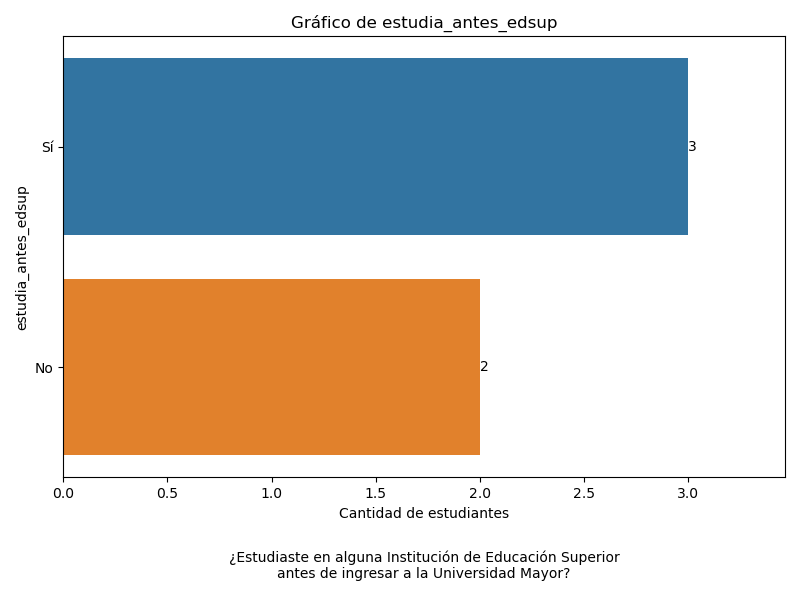 Gráfico de estudia_antes_edsup
Sí
3
estudia_antes_edsup
No
2
0.0 0.5 1.0 1.5 2.0 2.5 3.0
Cantidad de estudiantes
¿Estudiaste en alguna Institución de Educación Superior
antes de ingresar a la Universidad Mayor?